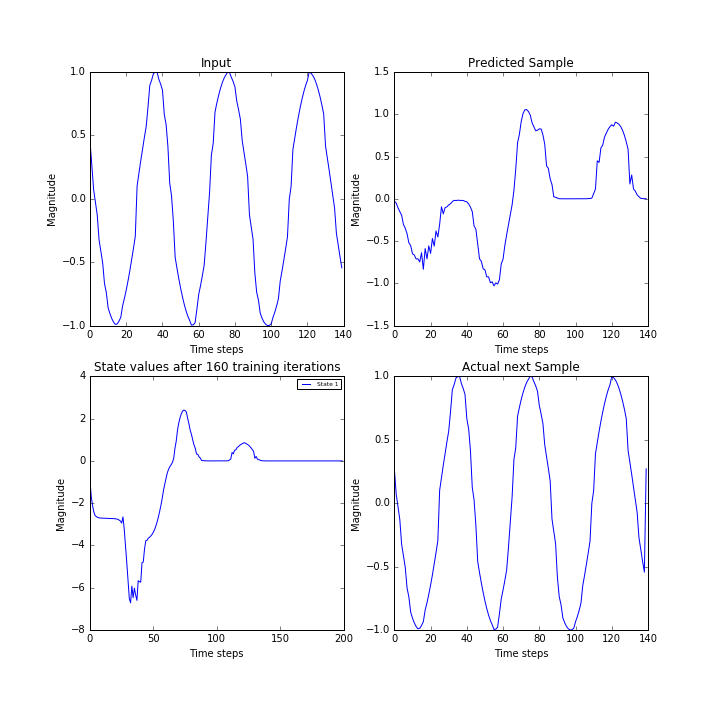 Input
Magnitude
1.0
0.5
0.0
−0.5
−1.0
0 20 40 60 80 100 120 140
Time steps
Predicted Sample
Magnitude
1.5
1.0
0.5
0.0
−0.5
−1.0
−1.5
0 20 40 60 80 100 120 140
Time steps
State values after 160 training iterations
State 1
Magnitude
4
2
0
−2
−4
−6
−8
0 50 100 150 200
Time steps
Actual next Sample
Magnitude
1.0
0.5
0.0
−0.5
−1.0
0 20 40 60 80 100 120 140
Time steps